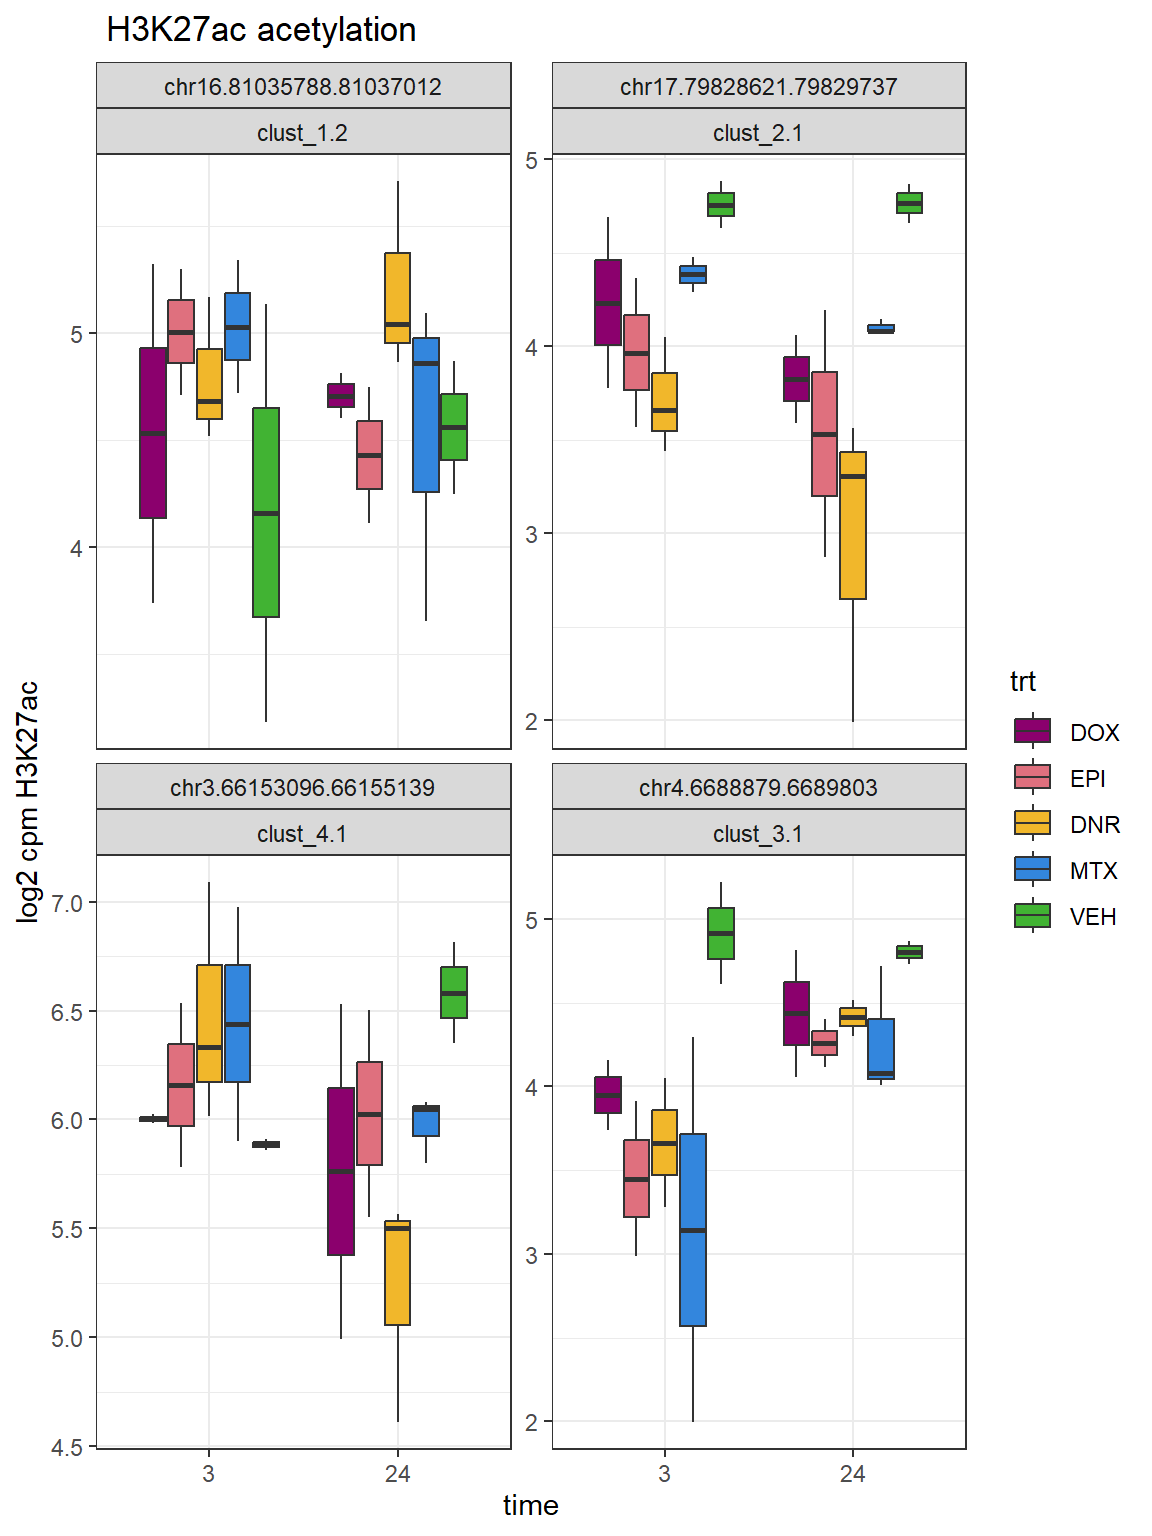 H3K27ac acetylation
chr16.81035788.81037012
clust_1.2
5
4
chr17.79828621.79829737
clust_2.1
5
4
3
2
log2 cpm H3K27ac
chr3.66153096.66155139
clust_4.1
7.0
6.5
6.0
5.5
5.0
4.5
3
24
chr4.6688879.6689803
clust_3.1
5
4
3
2
3
24
time
trt
DOX
EPI
DNR
MTX
VEH